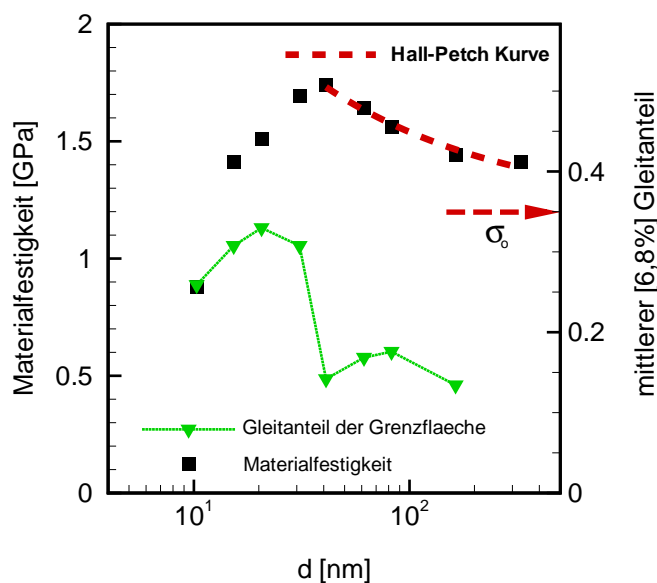 Hall-Petch Kurve
σo
Gleitanteil der Grenzflaeche
Materialfestigkeit
Materialfestigkeit [GPa]
2
1.5
1
0.5
0
mittlerer [6,8%] Gleitanteil
0.4
0.2
0
10¹
10²
d [nm]